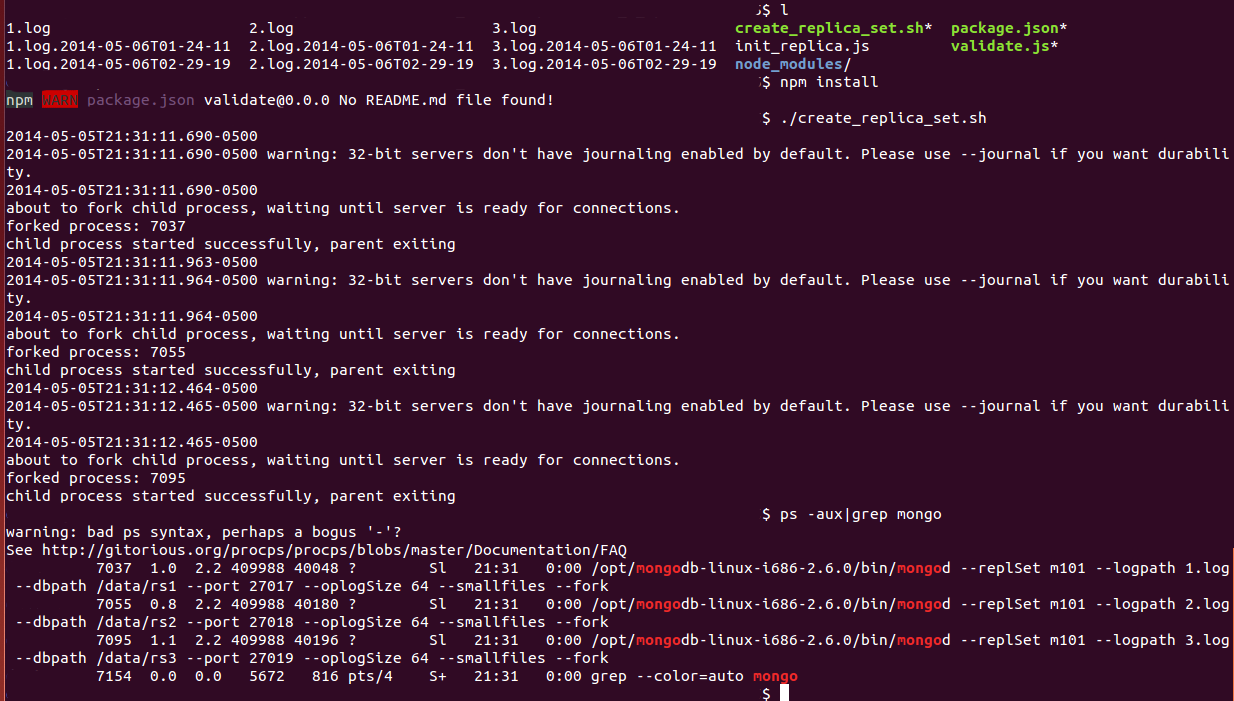 $ l
1.log 2.log 3.log create_replica_set.sh* package.json*
1.log.2014-05-06T01-24-11 2.log.2014-05-06T01-24-11 3.log.2014-05-06T01-24-11 init_replica.js validate.js*
1.log.2014-05-06T02-29-19 2.log.2014-05-06T02-29-19 3.log.2014-05-06T02-29-19 node_modules/
$ npm install
npm WARN package.json validate@0.0.0 No README.md file found!
$ ./create_replica_set.sh
2014-05-05T21:31:11.690-0500
2014-05-05T21:31:11.690-0500 warning: 32-bit servers don't have journaling enabled by default. Please use --journal if you want durabili
ty.
2014-05-05T21:31:11.690-0500
about to fork child process, waiting until server is ready for connections.
forked process: 7037
child process started successfully, parent exiting
2014-05-05T21:31:11.963-0500
2014-05-05T21:31:11.964-0500 warning: 32-bit servers don't have journaling enabled by default. Please use --journal if you want durabili
ty.
2014-05-05T21:31:11.964-0500
about to fork child process, waiting until server is ready for connections.
forked process: 7055
child process started successfully, parent exiting
2014-05-05T21:31:12.464-0500
2014-05-05T21:31:12.465-0500 warning: 32-bit servers don't have journaling enabled by default. Please use --journal if you want durabili
ty.
2014-05-05T21:31:12.465-0500
about to fork child process, waiting until server is ready for connections.
forked process: 7095
child process started successfully, parent exiting
$ ps -aux|grep mongo
warning: bad ps syntax, perhaps a bogus '-'?
See http://gitorious.org/procps/procps/blobs/master/Documentation/FAQ
7037 1.0 2.2 409988 40048 ? Sl 21:31 0:00 /opt/mongodb-linux-i686-2.6.0/bin/mongod --replSet m101 --logpath 1.log
--dbpath /data/rs1 --port 27017 --oplogSize 64 --smallfiles --fork
7055 0.8 2.2 409988 40180 ? Sl 21:31 0:00 /opt/mongodb-linux-i686-2.6.0/bin/mongod --replSet m101 --logpath 2.log
--dbpath /data/rs2 --port 27018 --oplogSize 64 --smallfiles --fork
7095 1.1 2.2 409988 40196 ? Sl 21:31 0:00 /opt/mongodb-linux-i686-2.6.0/bin/mongod --replSet m101 --logpath 3.log
--dbpath /data/rs3 --port 27019 --oplogSize 64 --smallfiles --fork
7154 0.0 0.0 5672 816 pts/4 S+ 21:31 0:00 grep --color=auto mongo
$